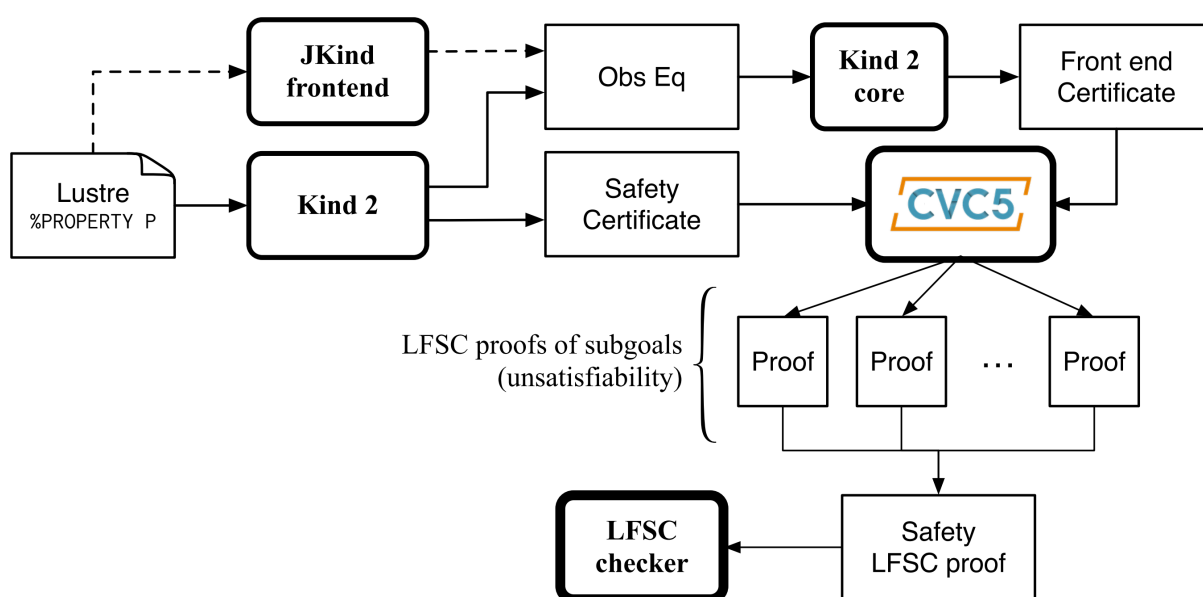 JKind
frontend
Obs Eq
Kind 2
core
Front end
Certificate
Lustre
%PROPERTY P
Kind 2
Safety
Certificate
CVC5
LFSC proofs of subgoals
(unsatisfiability)
Proof
Proof
...
Proof
LFSC
checker
Safety
LFSC proof